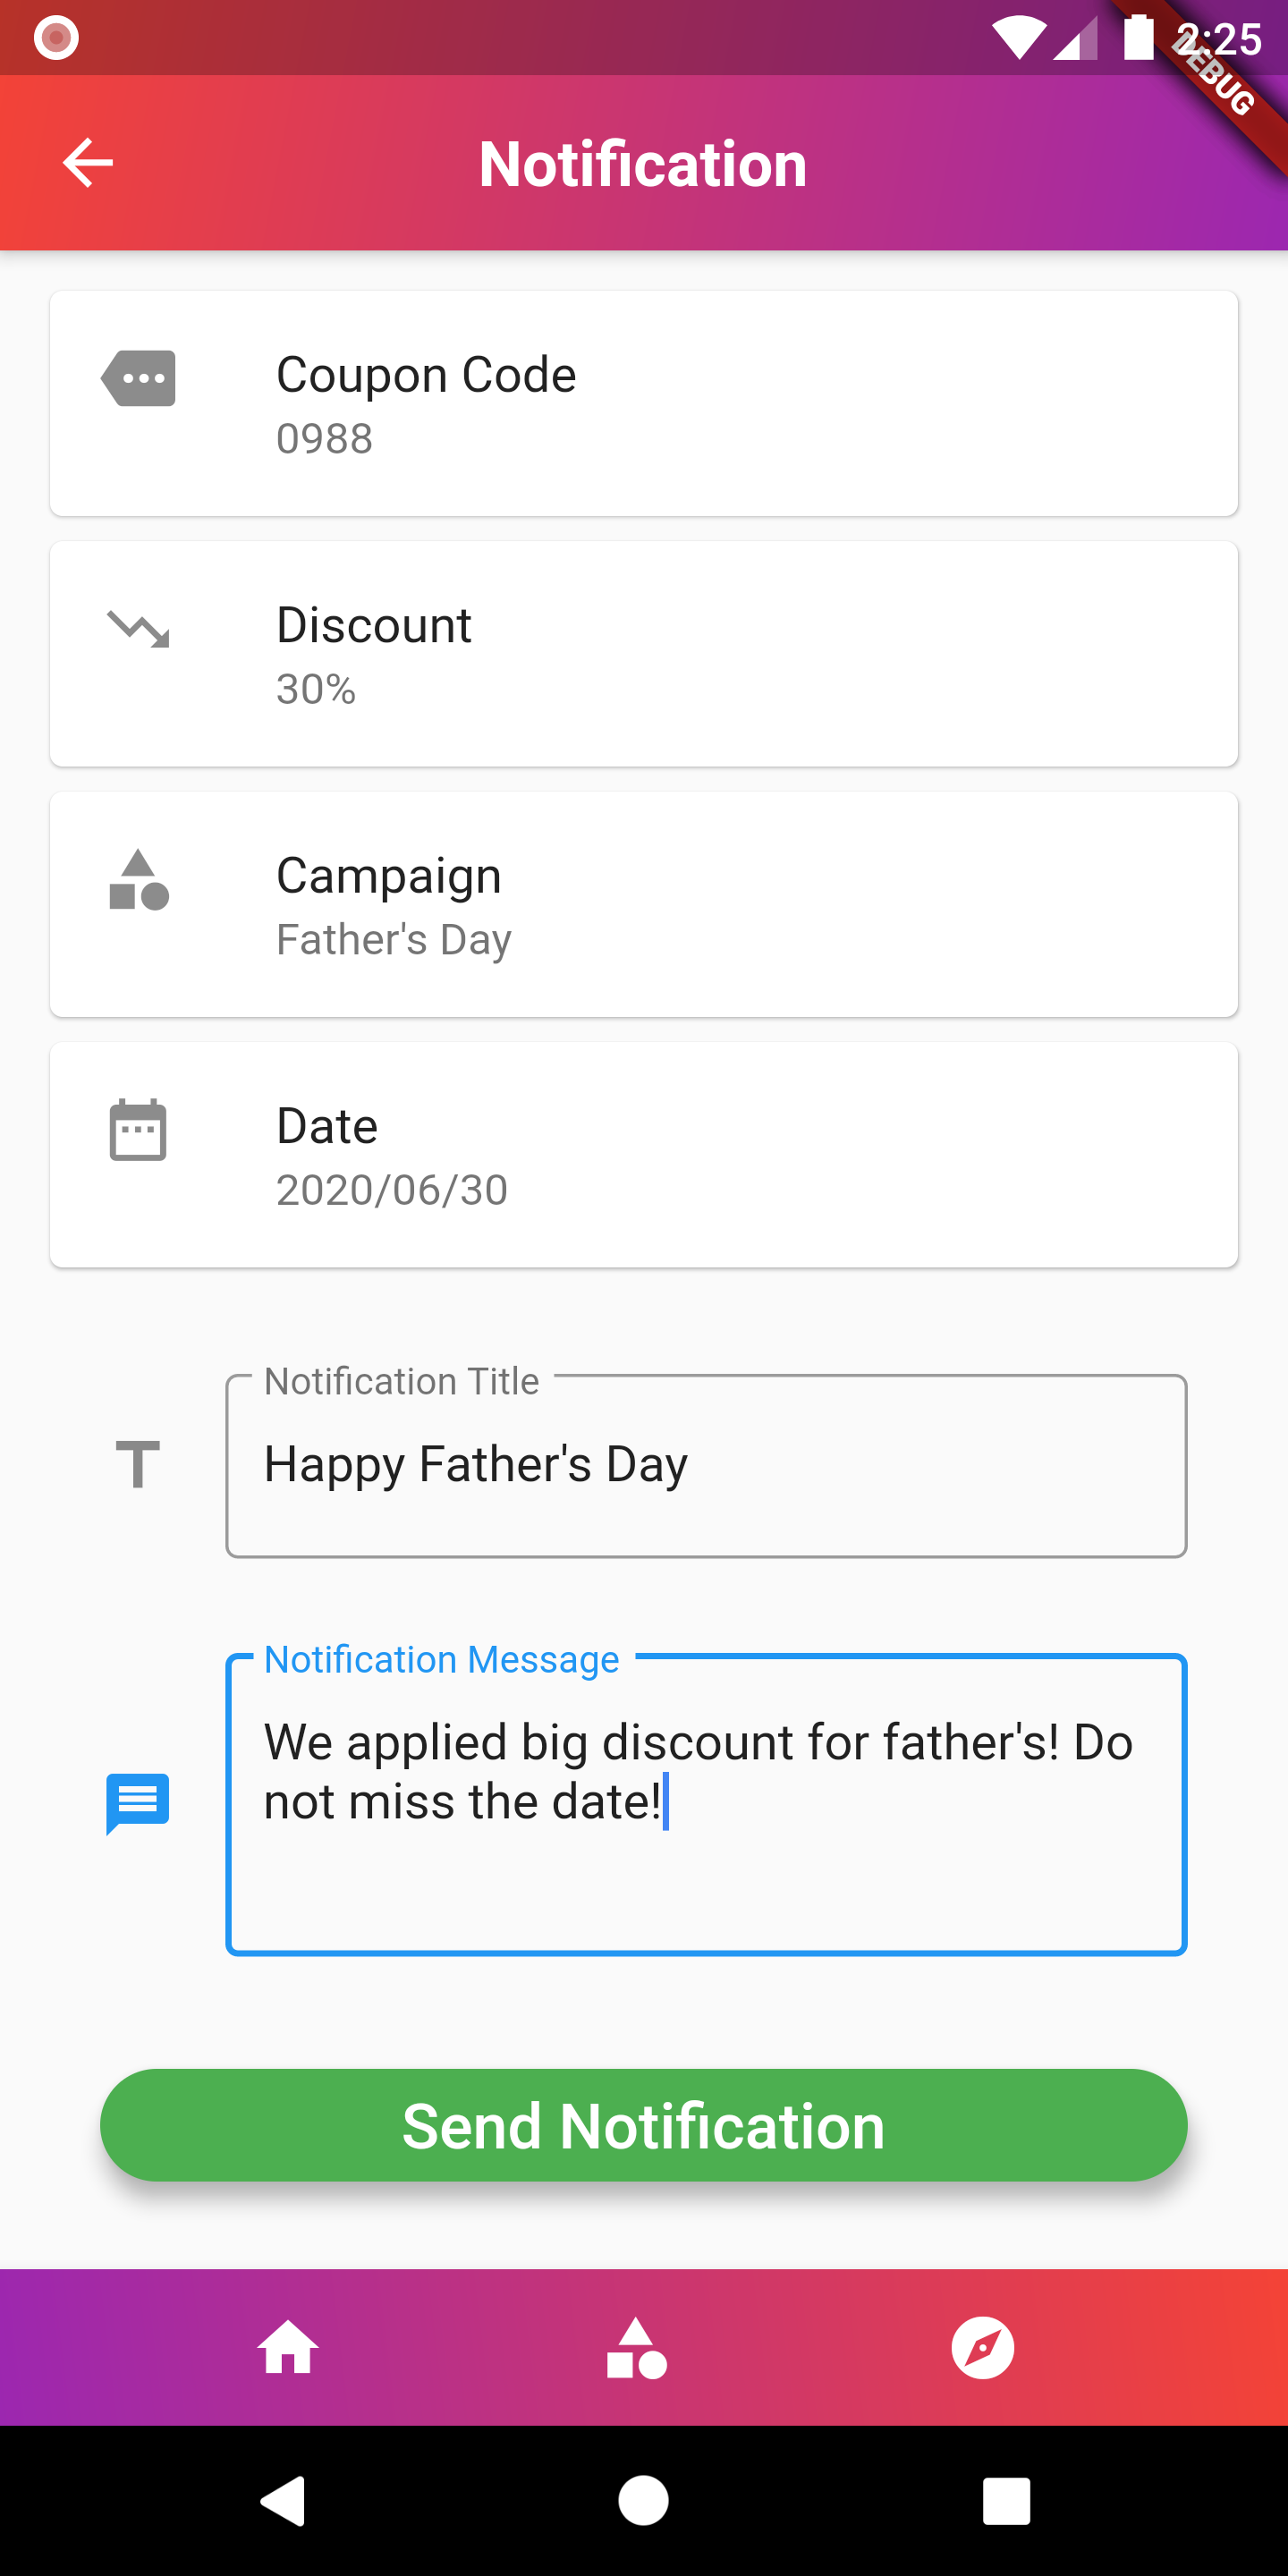 2:25
DEBUG
Notification
Coupon Code
0988
Discount
30%
Campaign
Father's Day
Date
2020/06/30
Notification Title
Happy Father's Day
Notification Message
We applied big discount for father's! Do
not miss the date!
Send Notification